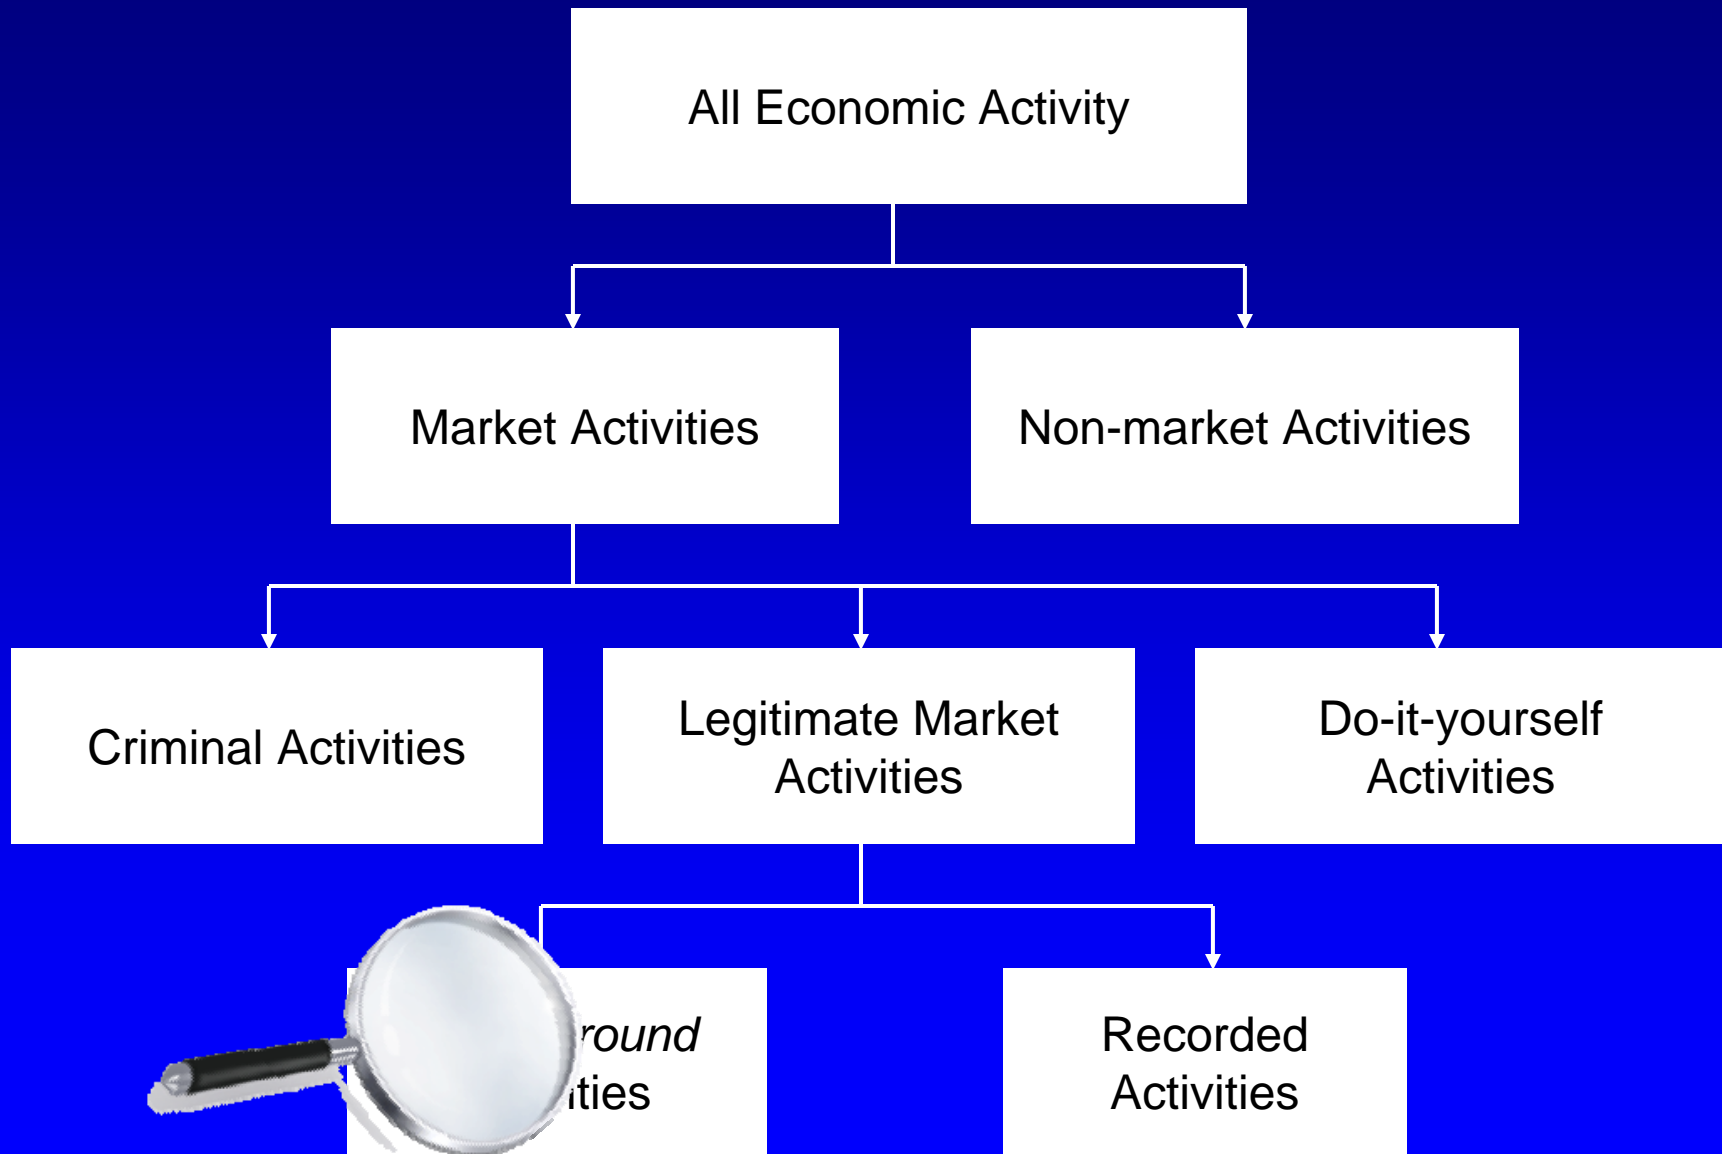 All Economic Activity
Market Activities
Non-market Activities
Criminal Activities
Legitimate Market
Activities
Do-it-yourself
Activities
round
ities
Recorded
Activities